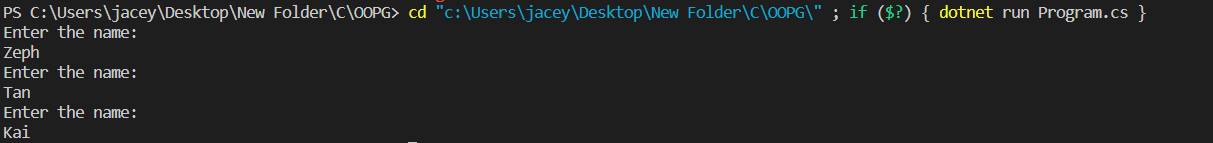 PS C:\Users\jacey\Desktop\New Folder\C\OOPG> cd "c:\Users\jacey\Desktop\New Folder\C\OOPG\" ; if ($?) { dotnet run Program.cs }
Enter the name:
Zeph
Enter the name:
Tan
Enter the name:
Kai